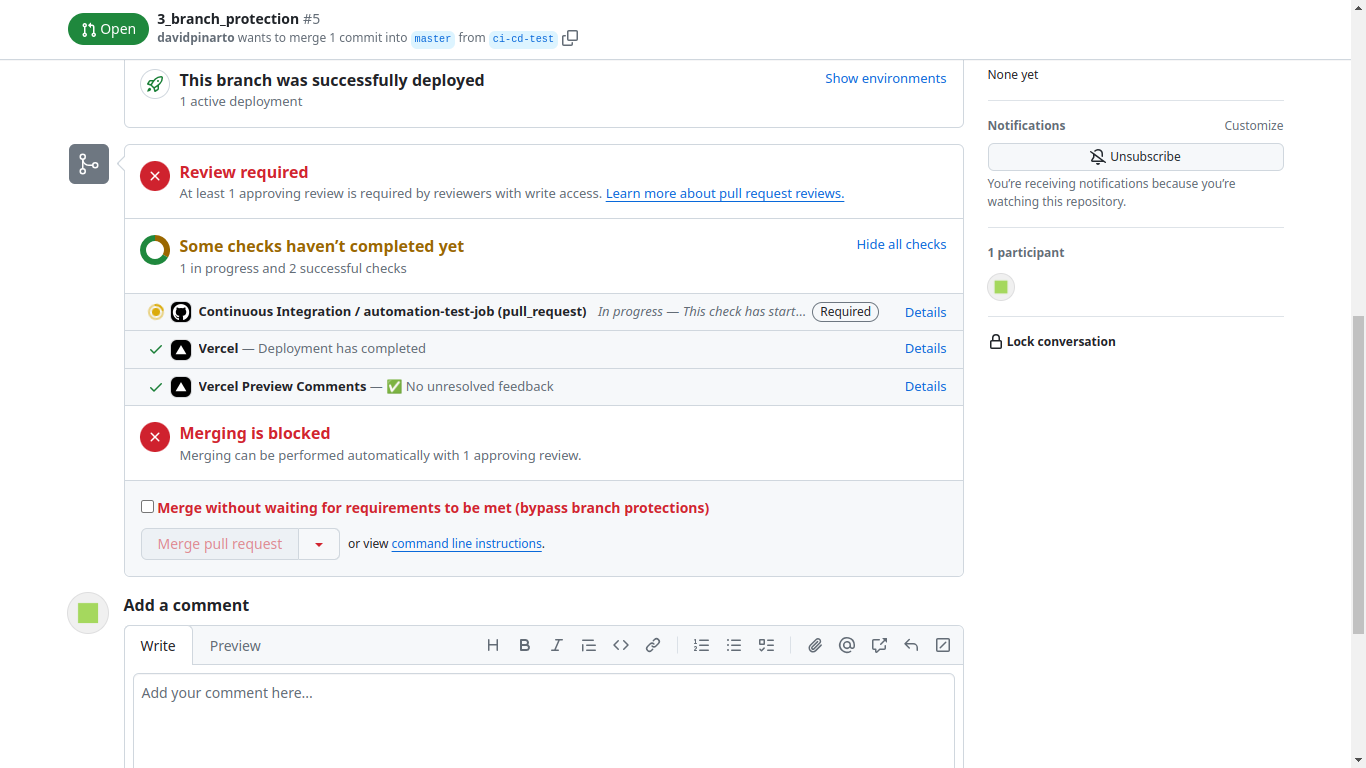 Open
3_branch_protection #5
davidpinarto wants to merge 1 commit into master from ci-cd-test
This branch was successfully deployed
Show environments
1 active deployment
Review required
At least 1 approving review is required by reviewers with write access. Learn more about pull request reviews.
Some checks haven’t completed yet
Hide all checks
1 in progress and 2 successful checks
Continuous Integration / automation-test-job (pull_request) In progress — This check has start... Required Details
Vercel — Deployment has completed Details
Vercel Preview Comments — ✅ No unresolved feedback Details
Merging is blocked
Merging can be performed automatically with 1 approving review.
Merge without waiting for requirements to be met (bypass branch protections)
Merge pull request or view command line instructions.
Add a comment
Write Preview
Add your comment here...
None yet
Notifications Customize
Unsubscribe
You’re receiving notifications because you’re
watching this repository.
1 participant
Lock conversation